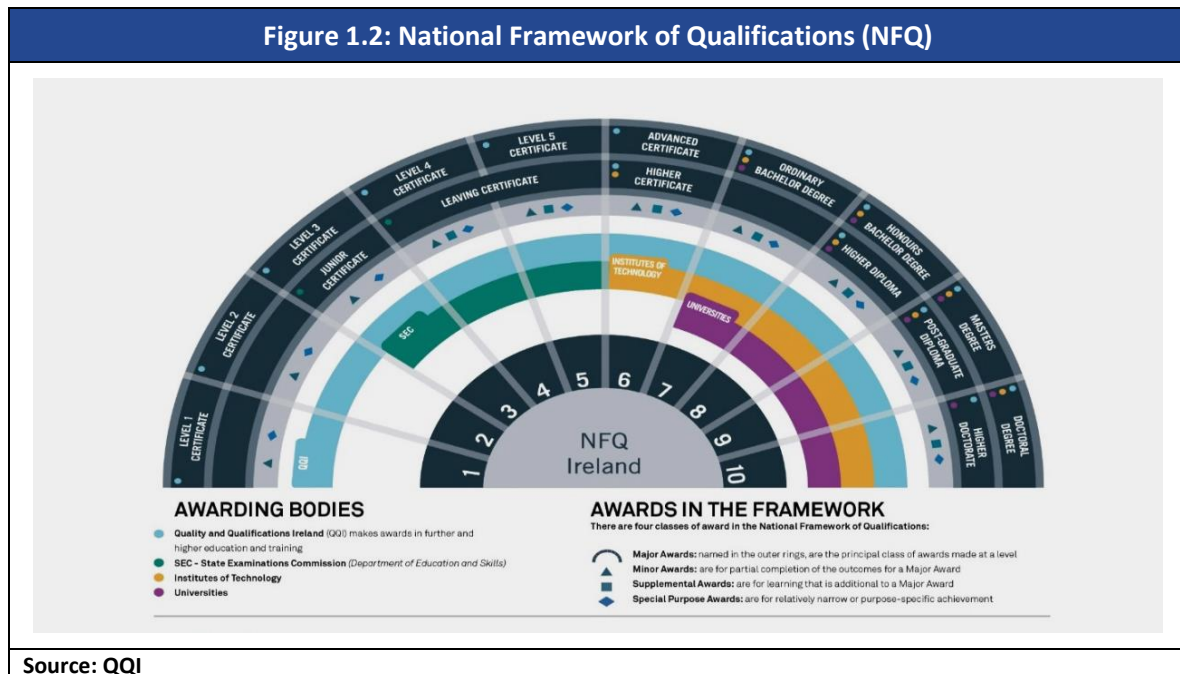 Figure 1.2: National Framework of Qualifications (NFQ)
LEVEL 1
CERTIFICATE
LEVEL 2
CERTIFICATE
LEVEL 3
CERTIFICATE
JUNIOR
CERTIFICATE
LEVEL 4
CERTIFICATE
LEVEL 5
CERTIFICATE
LEAVING CERTIFICATE
ADVANCED
CERTIFICATE
HIGHER
CERTIFICATE
ORDINARY
BACHELOR DEGREE
HONOURS
BACHELOR DEGREE
HIGHER DIPLOMA
MASTERS
DEGREE
POST-GRADUATE
DIPLOMA
DOCTORAL
DEGREE
HIGHER
DOCTORATE
QQI
SEC
INSTITUTES OF
TECHNOLOGY
UNIVERSITIES
1
2
3
4
5
6
7
8
9
10
NFQ
Ireland
AWARDING BODIES
Quality and Qualifications Ireland (QQI) makes awards in further and
higher education and training
SEC - State Examinations Commission (Department of Education and Skills)
Institutes of Technology
Universities
AWARDS IN THE FRAMEWORK
There are four classes of award in the National Framework of Qualifications:
Major Awards: named in the outer rings, are the principal class of awards made at a level
Minor Awards: are for partial completion of the outcomes for a Major Award
Supplemental Awards: are for learning that is additional to a Major Award
Special Purpose Awards: are for relatively narrow or purpose-specific achievement
Source: QQI